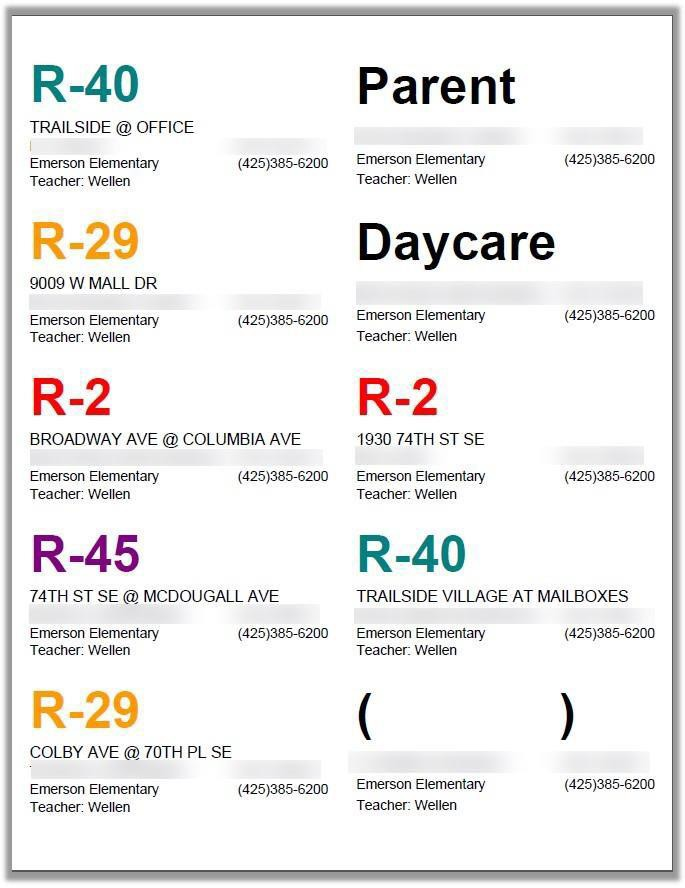 R-40
TRAILSIDE @ OFFICE
Emerson Elementary (425)385-6200
Teacher: Wellen
Parent
Emerson Elementary (425)385-6200
Teacher: Wellen
R-29
9009 W MALL DR
Emerson Elementary (425)385-6200
Teacher: Wellen
Daycare
Emerson Elementary (425)385-6200
Teacher: Wellen
R-2
BROADWAY AVE @ COLUMBIA AVE
Emerson Elementary (425)385-6200
Teacher: Wellen
R-2
1930 74TH ST SE
Emerson Elementary (425)385-6200
Teacher: Wellen
R-45
74TH ST SE @ MCDOUGALL AVE
Emerson Elementary (425)385-6200
Teacher: Wellen
R-40
TRAILSIDE VILLAGE AT MAILBOXES
Emerson Elementary (425)385-6200
Teacher: Wellen
R-29
COLBY AVE @ 70TH PL SE
Emerson Elementary (425)385-6200
Teacher: Wellen
( )
Emerson Elementary (425)385-6200
Teacher: Wellen